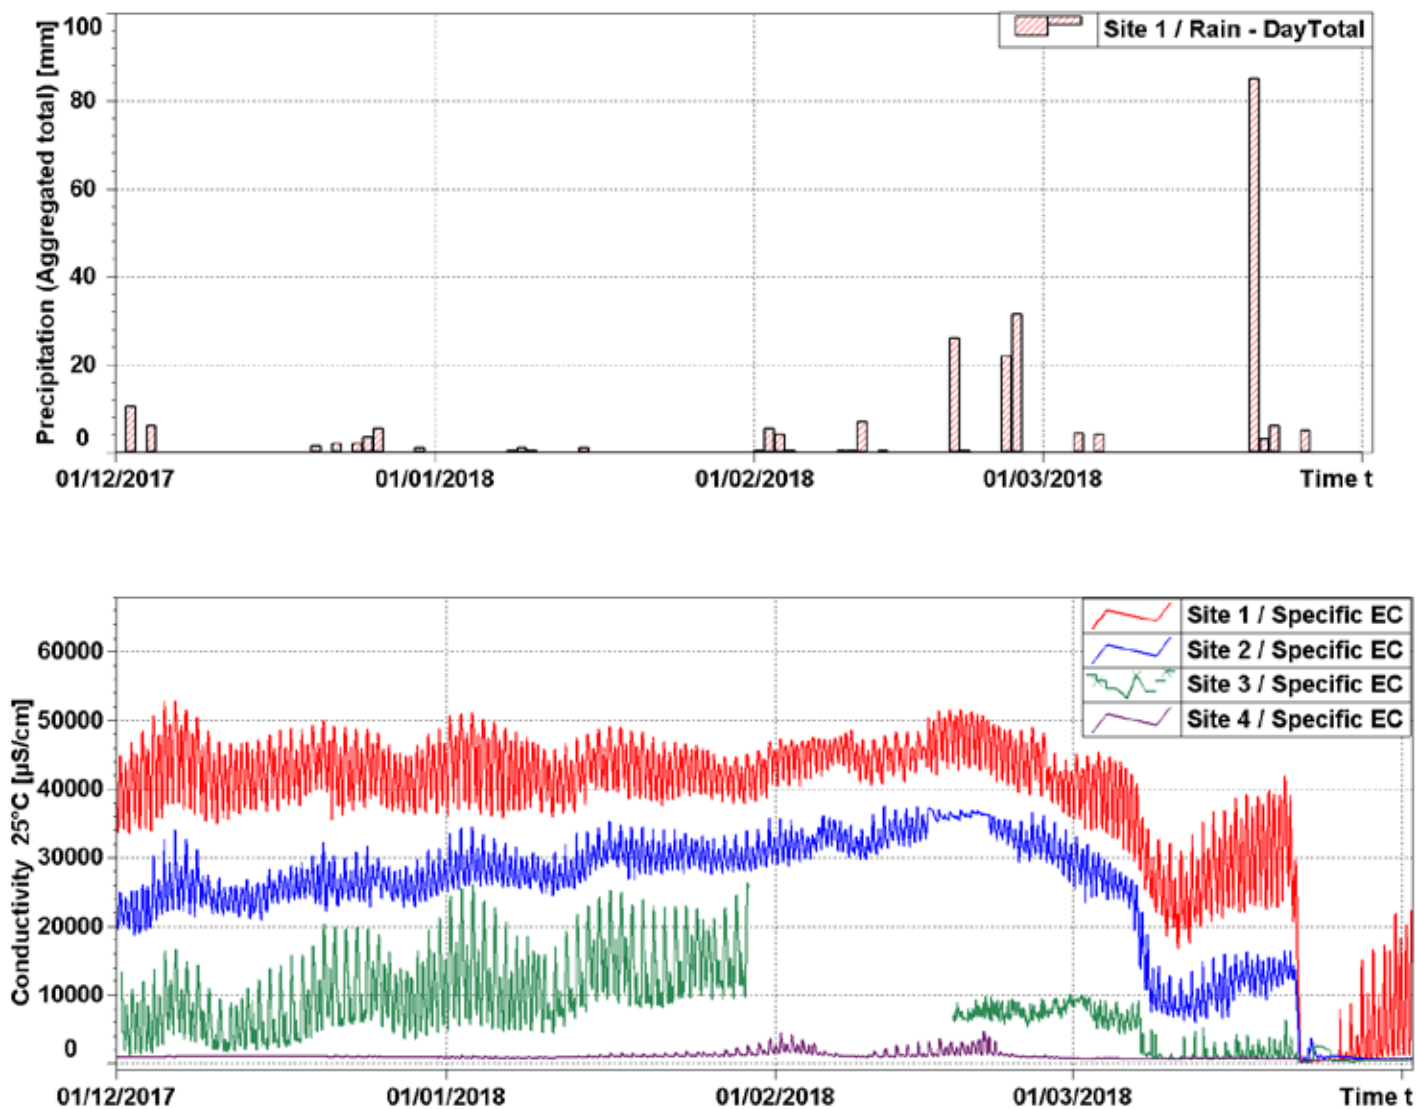 Precipitation (Aggregated total) [mm]
100
80
60
40
20
0
Site 1 / Rain - DayTotal
01/12/2017
01/01/2018
01/02/2018
01/03/2018
Time t
Conductivity 25°C [µS/cm]
60000
50000
40000
30000
20000
10000
0
Site 1 / Specific EC
Site 2 / Specific EC
Site 3 / Specific EC
Site 4 / Specific EC
01/12/2017
01/01/2018
01/02/2018
01/03/2018
Time t